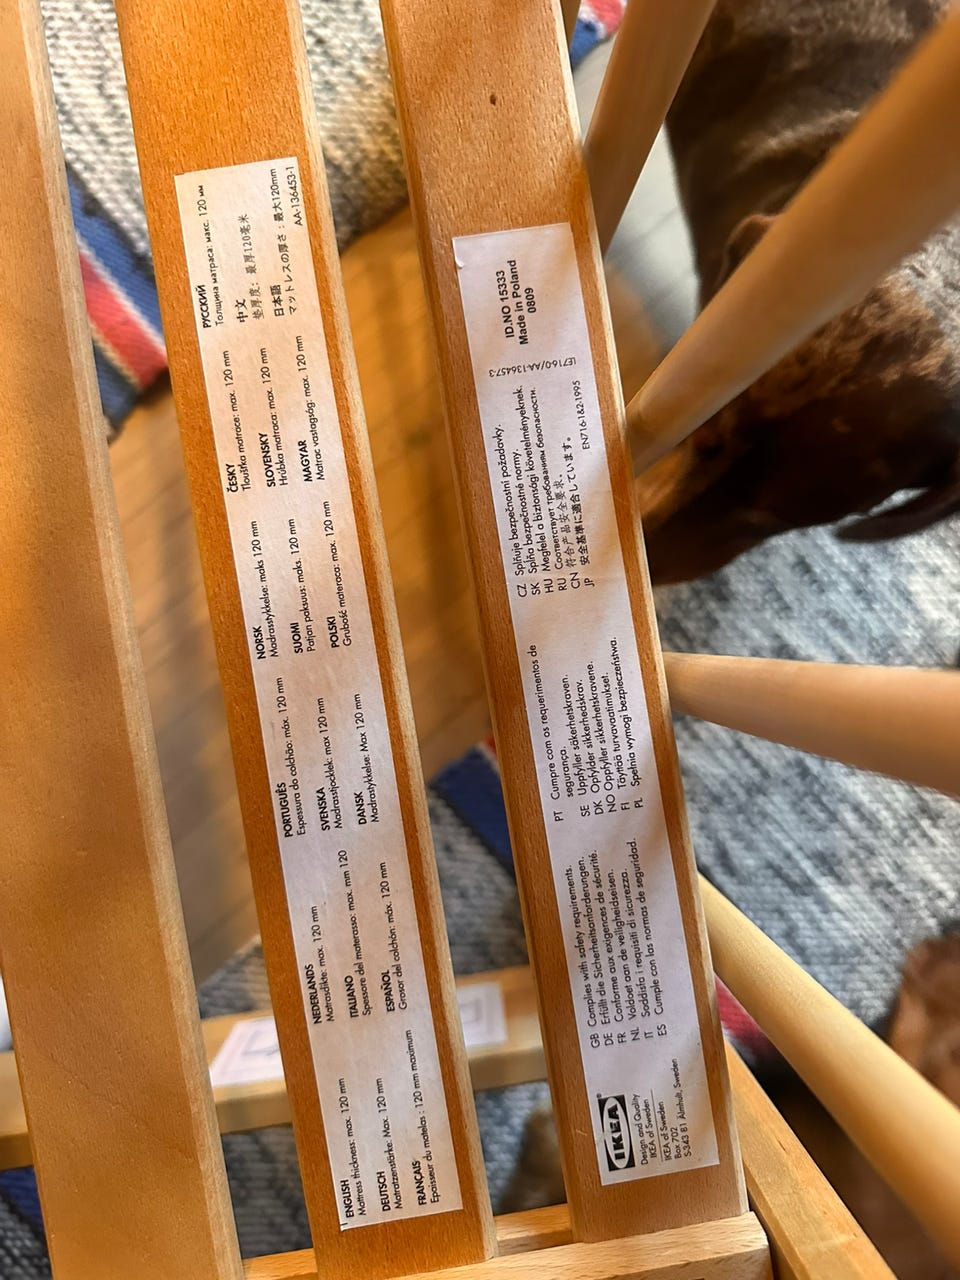 ENGLISH
Mattress thickness: max. 120 mm
DEUTSCH
Matratzenstärke: Max. 120 mm
FRANÇAIS
Epaisseur du matelas : 120 mm maximum
NEDERLANDS
Matrasdikte: max. 120 mm
ITALIANO
Spessore del materasso: max. mm 120
ESPAÑOL
Grosor del colchón: máx. 120 mm
PORTUGUÊS
Espessura do colchão: máx. 120 mm
SVENSKA
Madrasstjocklek: max 120 mm
DANSK
Madrastykkelse: Max 120 mm
NORSK
Madrasstykkelse: maks 120 mm
SUOMI
Patjan paksuus: maks. 120 mm
POLSKI
Grubość materaca: max. 120 mm
ČESKY
Tloušťka matrace: max. 120 mm
SLOVENSKY
Hrúbka matraca: max. 120 mm
MAGYAR
Matrac vastagság: max. 120 mm
РУССКИЙ
Толщина матраса: макс. 120 мм
中文
垫厚度: 最厚120毫米
日本語
マットレスの厚さ：最大120mm
AA-136453-1
IKEA®
Design and Quality
IKEA of Sweden
IKEA of Sweden
Box 702
S-343 81 Älmhult, Sweden
GB Complies with safety requirements.
DE Erfüllt die Sicherheitsanforderungen.
FR Conforme aux exigences de sécurité.
NL Voldoet aan de veiligheidseisen.
IT Soddisfa i requisiti di sicurezza.
ES Cumple con las normas de seguridad.
PT Cumpre com os requerimentos de
segurança.
SE Uppfyller säkerhetskraven.
DK Opfylder sikkerhedskrav.
NO Oppfyller sikkerhetskravene.
FI Täyttää turvavaatimukset.
PL Spełnia wymogi bezpieczeństwa.
CZ Splňuje bezpečnostní požadavky.
SK Spĺňa bezpečnostné normy.
HU Megfelel a biztonsági követelményeknek.
RU Соответствует требованиям безопасности.
CN 符合产品安全要求。
JP 安全基準に適合しています。
EN716-1&2-1995
IE716-0/AA-136457-3
ID.NO 15333
Made in Poland
0809